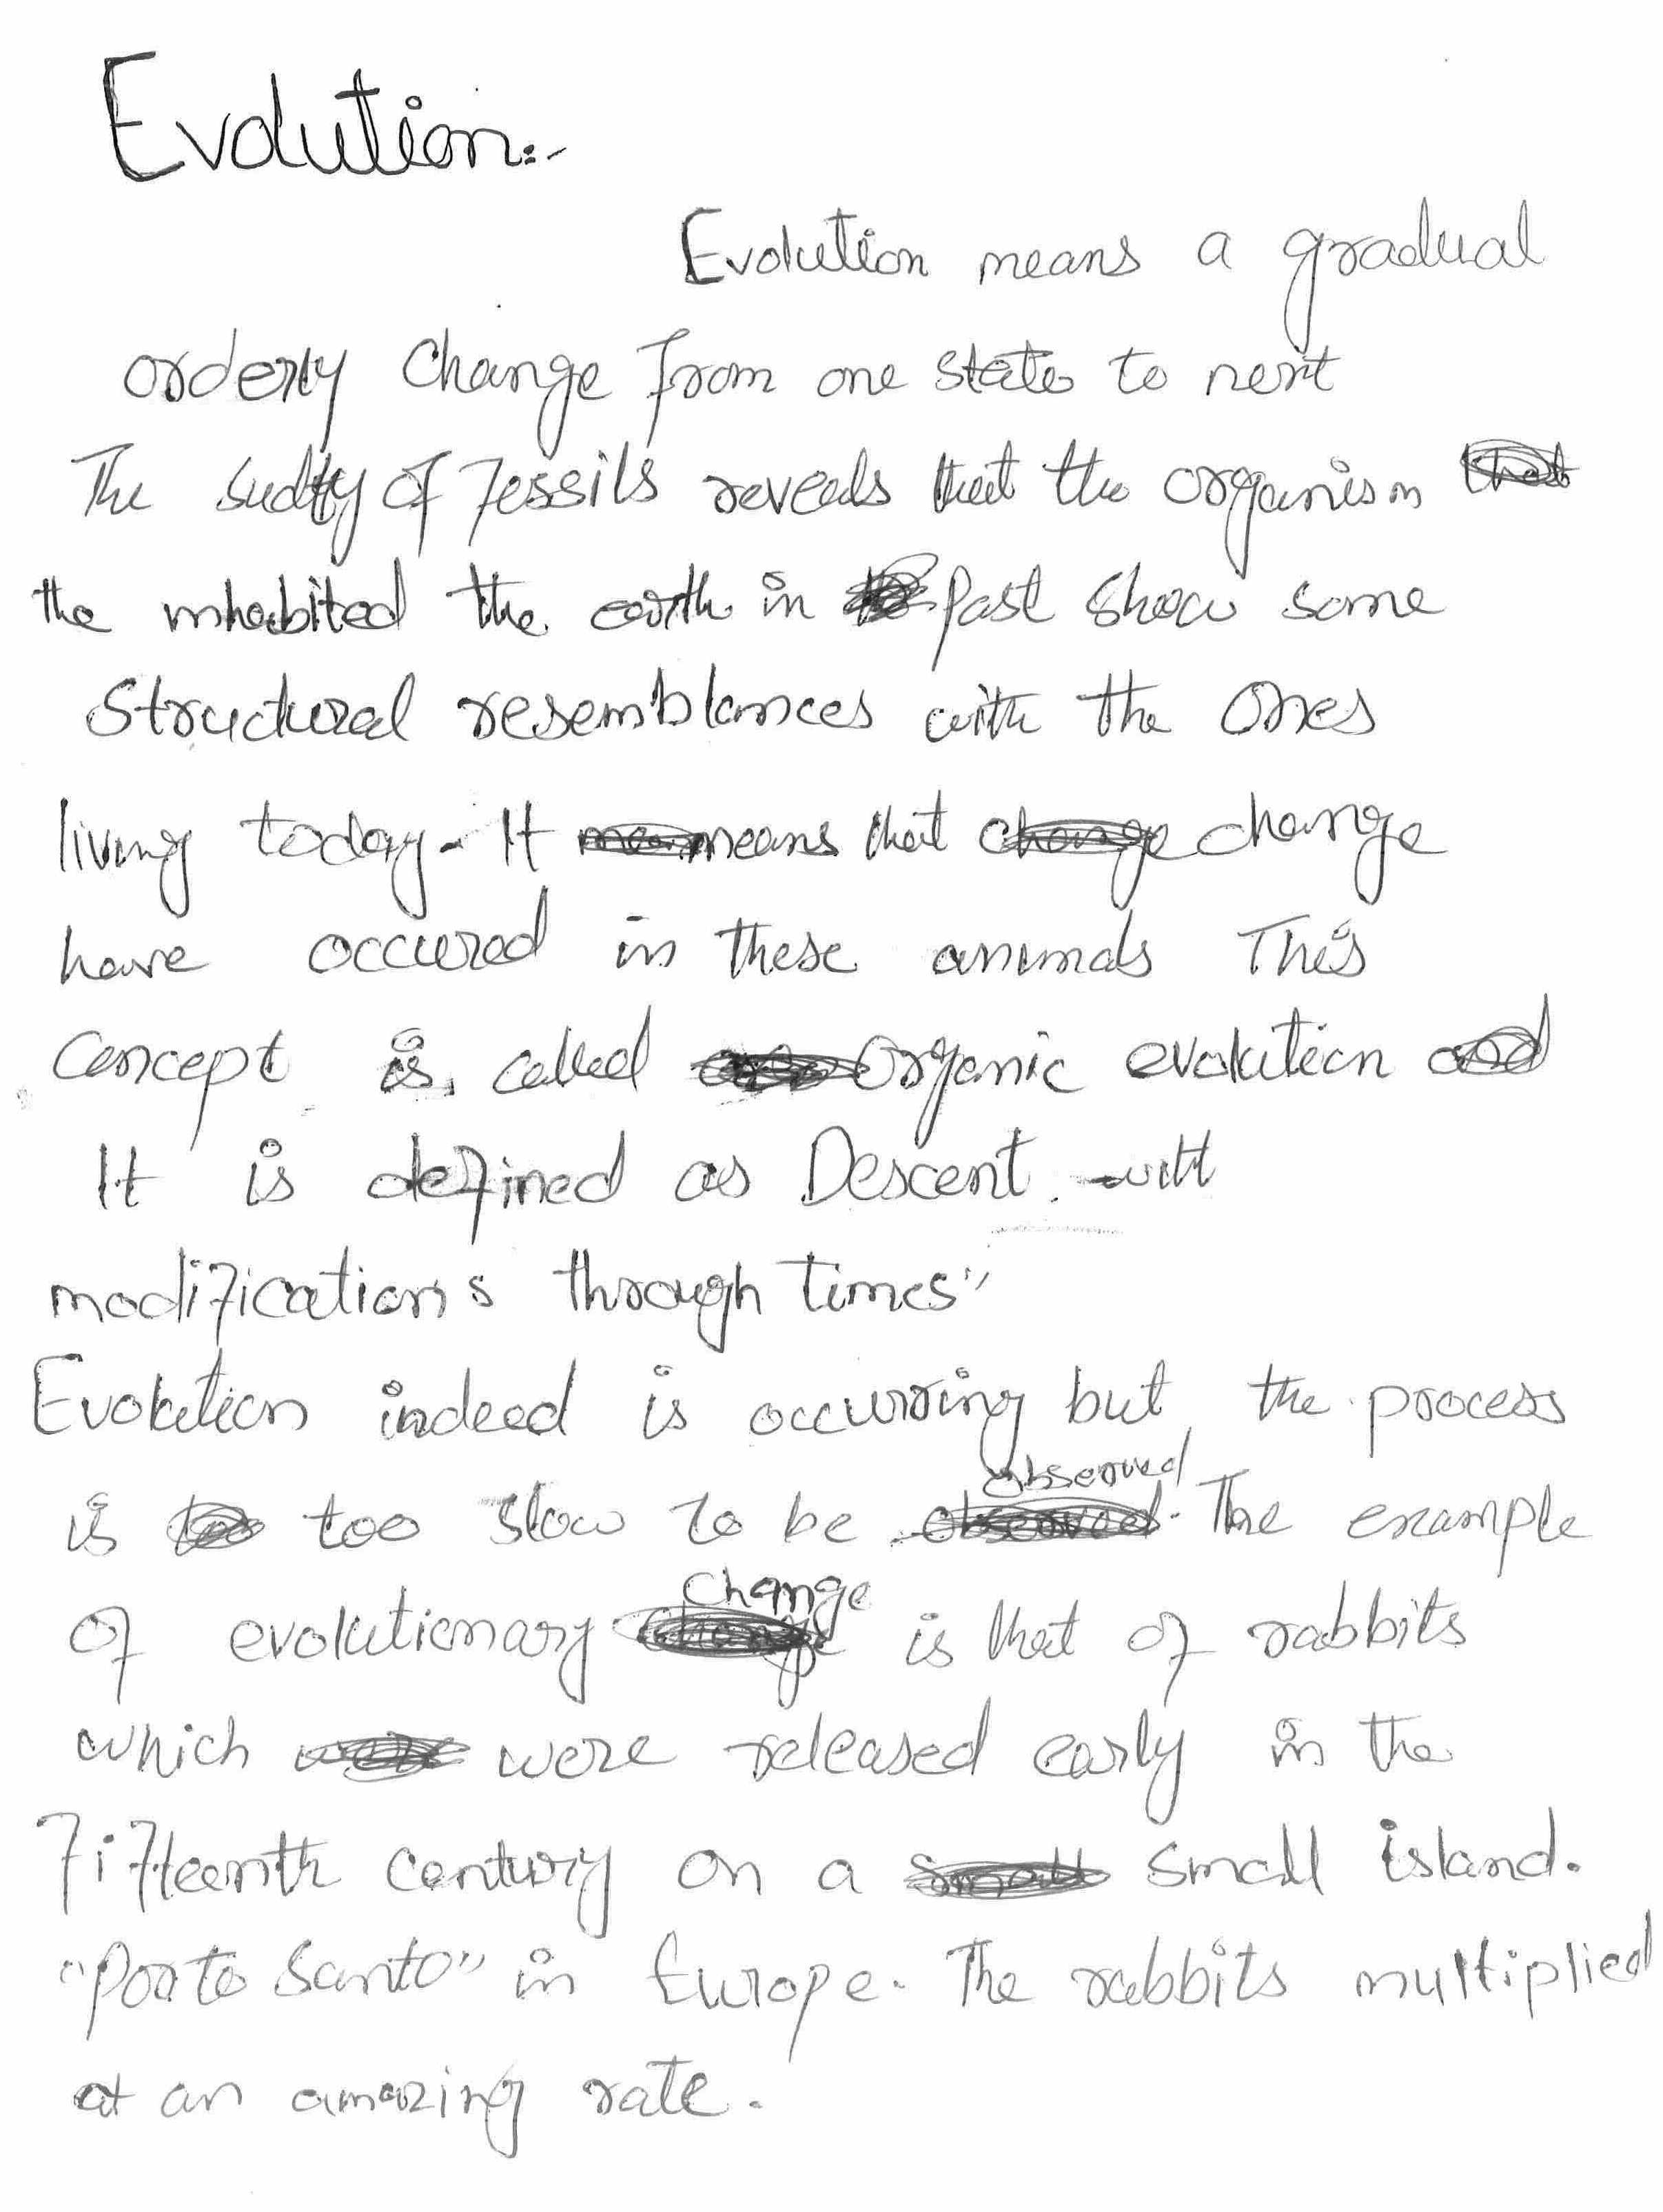 Evolution:-
Evolution means a gradual
orderly change from one state to next
The sudty of Fessils reveals that the organism
the inhabited the earth in Past show some
Structural resemblances with the Ones
living today- It means that change
have occured in these animals This
Concept is called Organic evolution and
It is defined as Descent with
modifications through times"
Evolution indeed is occurring but the process
is too slow to be observed. The example
of evolutionary change is that of rabbits
which were released early in the
Fifteenth century on a small island.
"Porto Santo" in Europe. The rabbits multiplied
at an amazing rate.